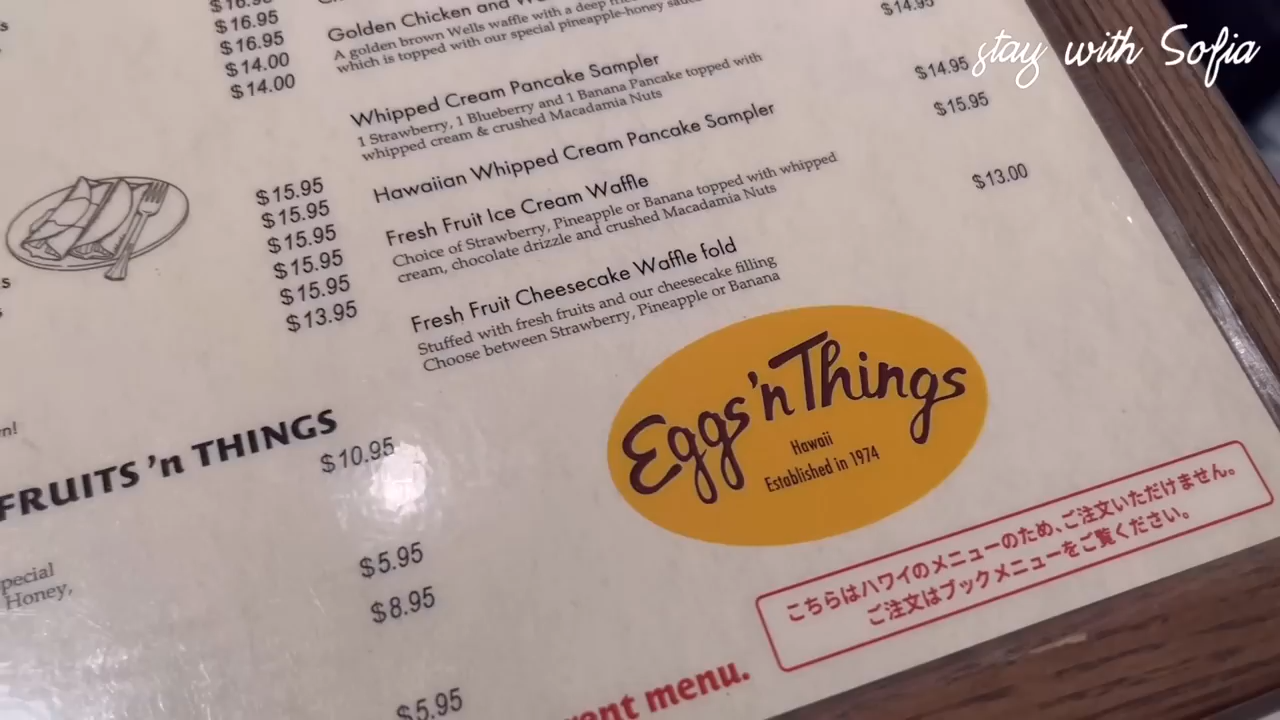 stay with Sofia
$16.95
$16.95
$14.00
$14.00
Golden Chicken and
A golden brown Wells waffle with a deep
which is topped with our special pineapple-honey
$14.95
Whipped Cream Pancake Sampler
1 Strawberry, 1 Blueberry and 1 Banana Pancake topped with
whipped cream & crushed Macadamia Nuts
$14.95
Hawaiian Whipped Cream Pancake Sampler
$15.95
Fresh Fruit Ice Cream Waffle
Choice of Strawberry, Pineapple or Banana topped with whipped
cream, chocolate drizzle and crushed Macadamia Nuts
$13.00
Fresh Fruit Cheesecake Waffle fold
Stuffed with fresh fruits and our cheesecake filling
Choose between Strawberry, Pineapple or Banana
$15.95
$15.95
$15.95
$15.95
$15.95
$13.95
FRUITS 'n THINGS
$10.95
Honey,
$5.95
$8.95
$5.95
Eggs'n Things
Hawaii
Established in 1974
こちらはハワイのメニューのため、ご注文いただけません。
ご注文はブックメニューをご覧ください。
menu.